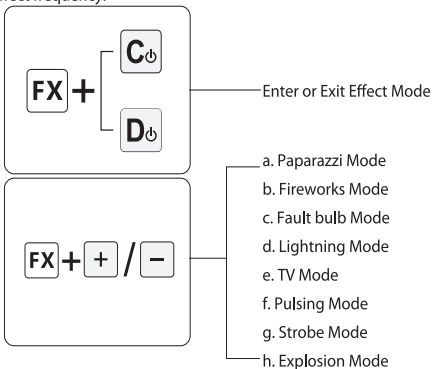 FX + C
D
Enter or Exit Effect Mode
FX + + / -
a. Paparazzi Mode
b. Fireworks Mode
c. Fault bulb Mode
d. Lightning Mode
e. TV Mode
f. Pulsing Mode
g. Strobe Mode
h. Explosion Mode